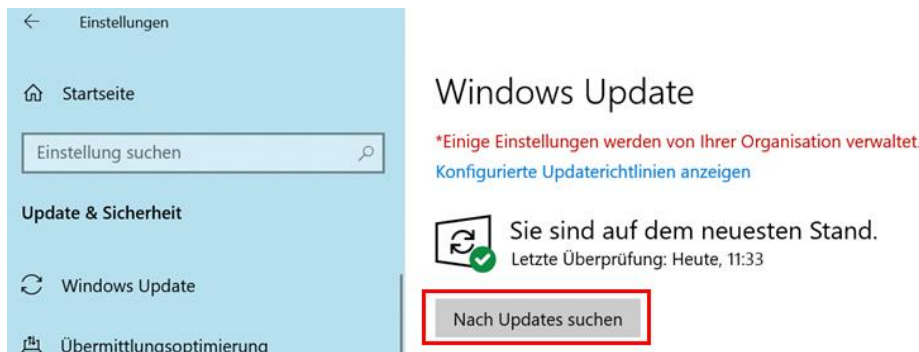 Einstellungen
Startseite
Einstellung suchen
Update & Sicherheit
Windows Update
Übermittlungsoptimierung
Windows Update
*Einige Einstellungen werden von Ihrer Organisation verwaltet.
Konfigurierte Updaterichtlinien anzeigen
Sie sind auf dem neuesten Stand.
Letzte Überprüfung: Heute, 11:33
Nach Updates suchen